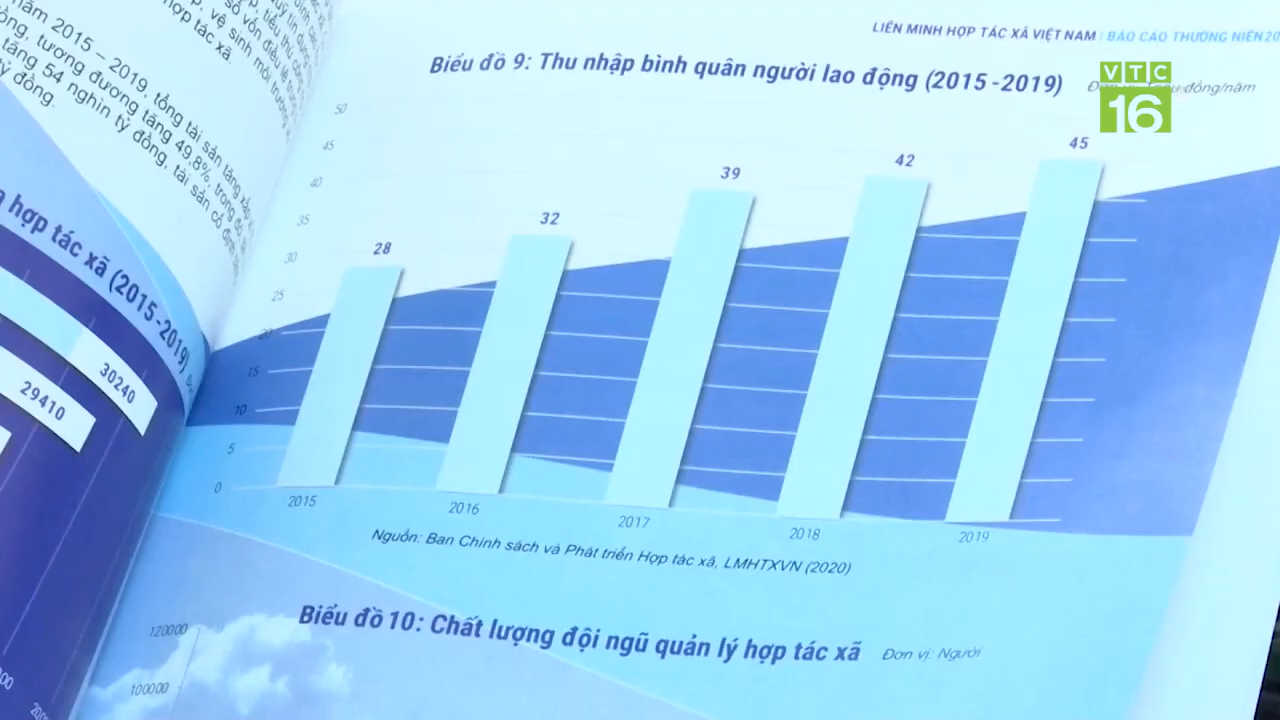 hợp tác xã.
năm 2015 – 2019, tổng tài sản tăng
tương đương tăng 49,8%, trong đó
tăng 54 nghìn tỷ đồng, tài sản cố định
tỷ đồng.
hợp tác xã (2015-2019)
30240
29410
LIÊN MINH HỢP TÁC XÃ VIỆT NAM | BÁO CÁO THƯỜNG NIÊN 20
Biểu đồ 9: Thu nhập bình quân người lao động (2015-2019)
đồng/năm
VTC
16
50
45
40
35
30
25
20
15
10
5
0
28
32
39
42
45
2015
2016
2017
2018
2019
Nguồn: Ban Chính sách và Phát triển Hợp tác xã, LMHTXVN (2020)
Biểu đồ 10: Chất lượng đội ngũ quản lý hợp tác xã
Đơn vị: Người
120000
100000